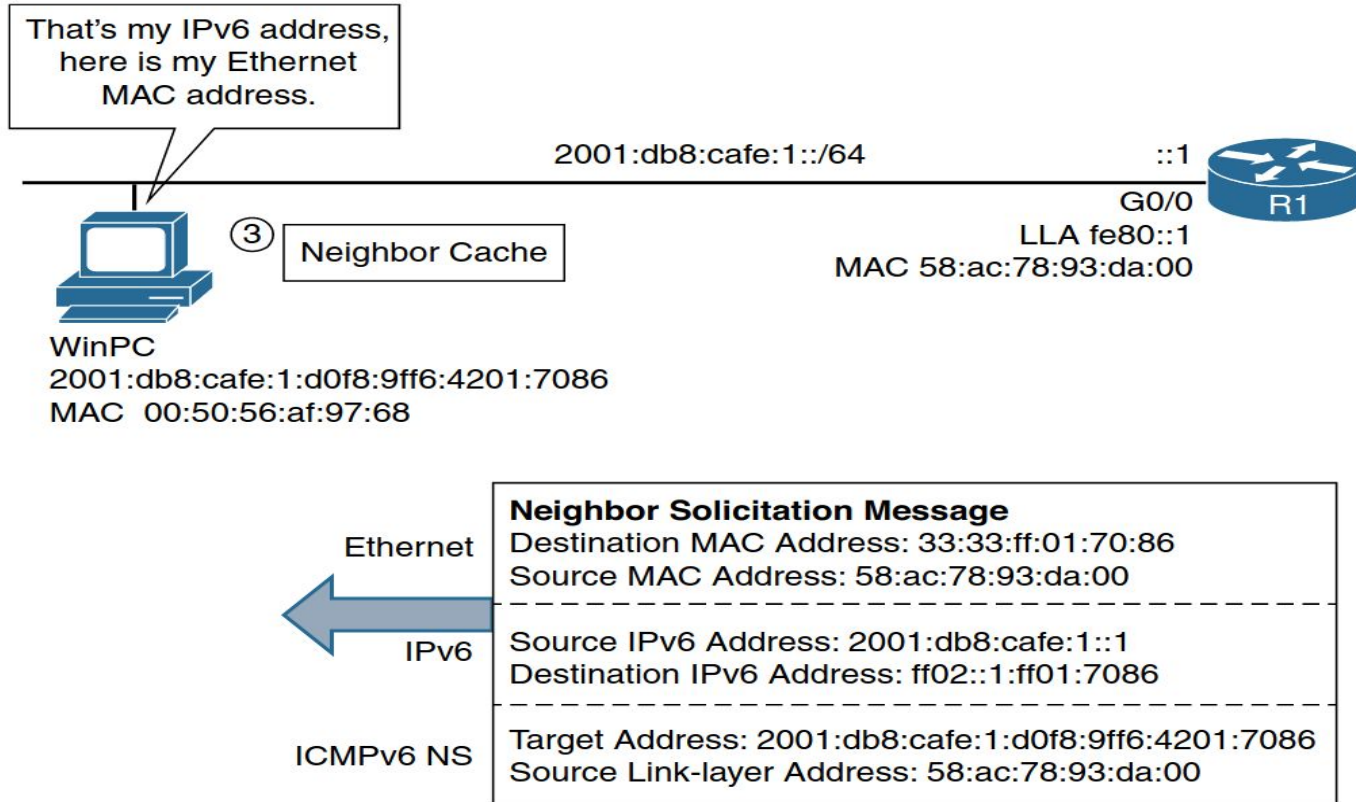 That's my IPv6 address,
here is my Ethernet
MAC address.
2001:db8:cafe:1::/64
::1
G0/0
R1
LLA fe80::1
MAC 58:ac:78:93:da:00
3
Neighbor Cache
WinPC
2001:db8:cafe:1:d0f8:9ff6:4201:7086
MAC 00:50:56:af:97:68
Neighbor Solicitation Message
Ethernet
Destination MAC Address: 33:33:ff:01:70:86
Source MAC Address: 58:ac:78:93:da:00
IPv6
Source IPv6 Address: 2001:db8:cafe:1::1
Destination IPv6 Address: ff02::1:ff01:7086
ICMPv6 NS
Target Address: 2001:db8:cafe:1:d0f8:9ff6:4201:7086
Source Link-layer Address: 58:ac:78:93:da:00